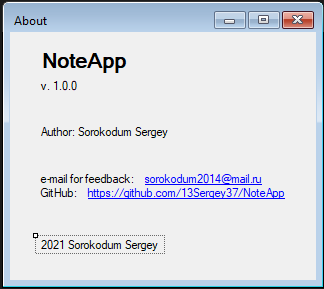 About
NoteApp
v. 1.0.0
Author: Sorokodum Sergey
e-mail for feedback: sorokodum2014@mail.ru
GitHub: https://github.com/13Sergey37/NoteApp
2021 Sorokodum Sergey